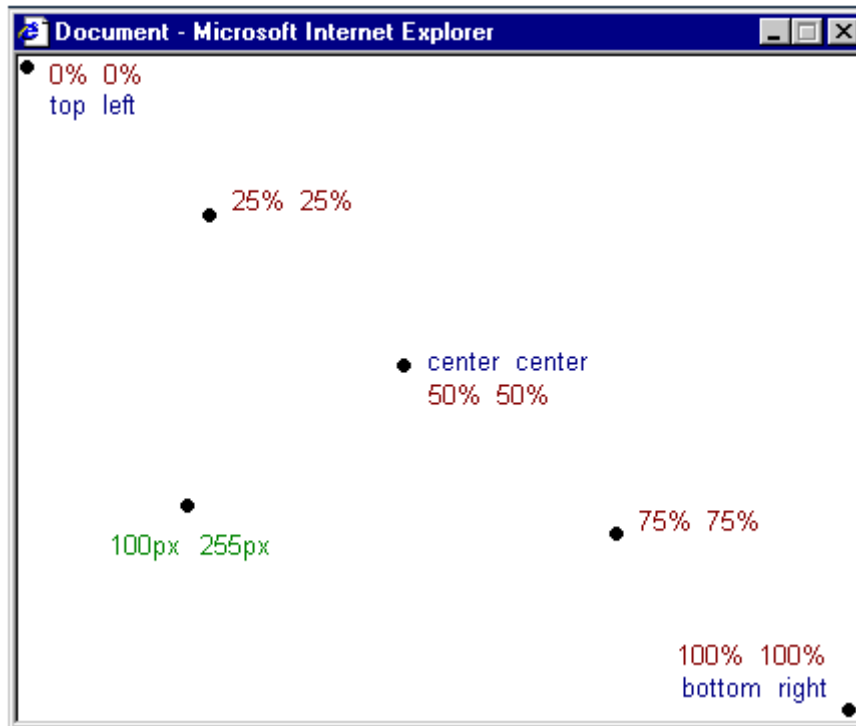 Document - Microsoft Internet Explorer
0% 0%
top left
25% 25%
center center
50% 50%
100px 255px
75% 75%
100% 100%
bottom right